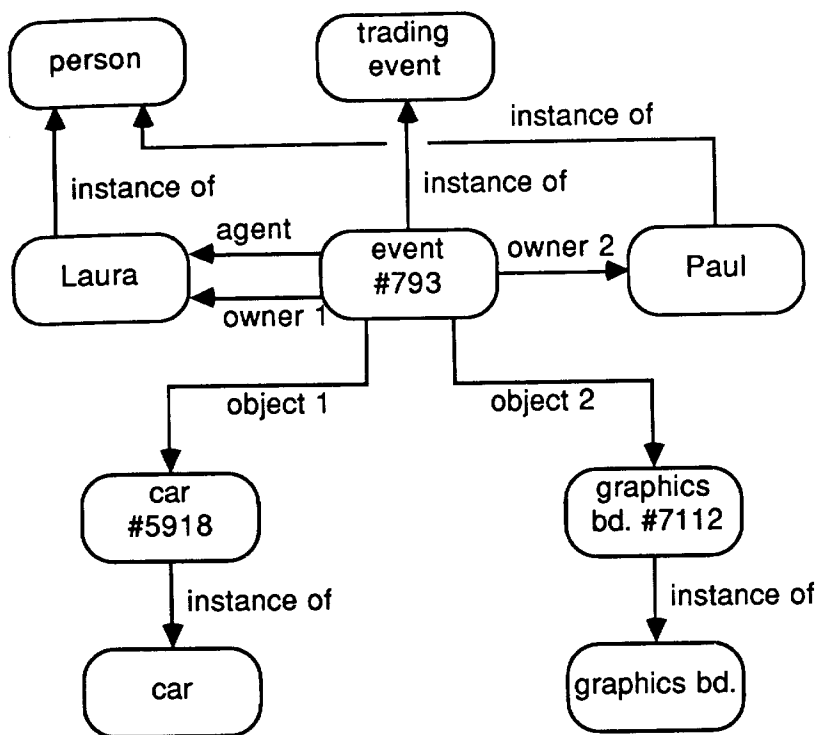 person
trading
event
instance of
instance of
instance of
agent
Laura
event
#793
owner 2
Paul
owner 1
object 1
object 2
car
#5918
graphics
bd. #7112
instance of
instance of
car
graphics bd.